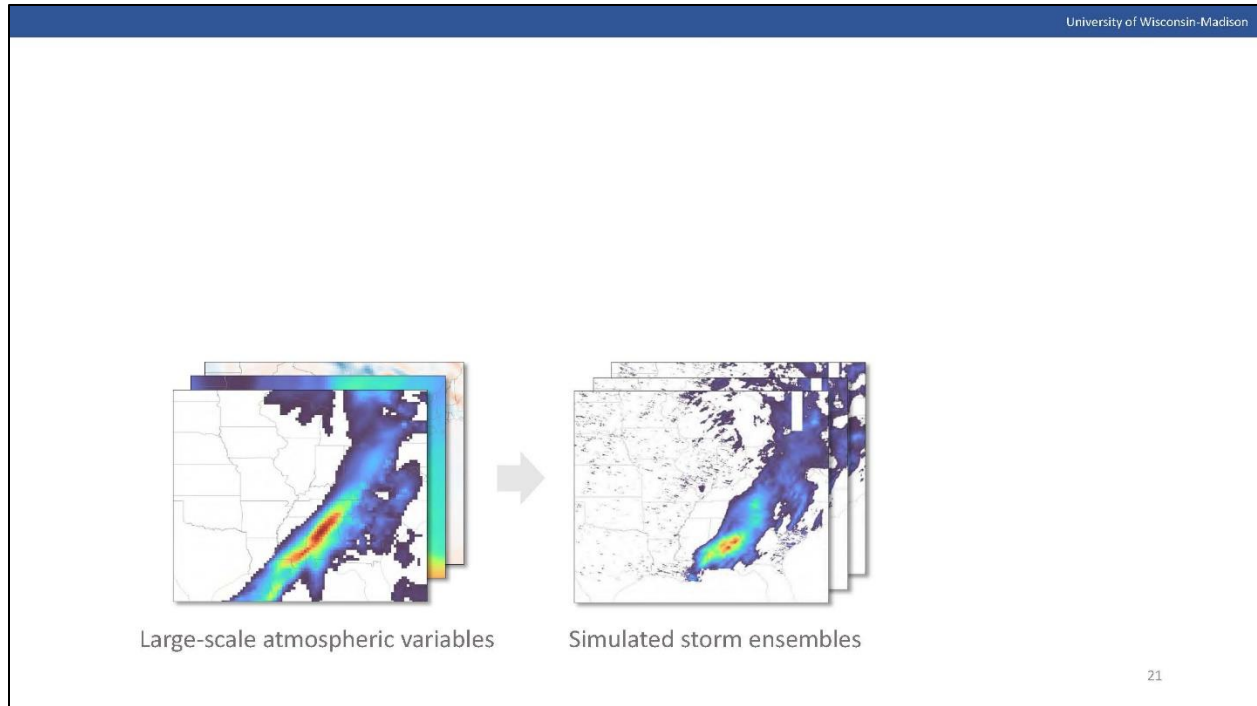 University of Wisconsin-Madison
Large-scale atmospheric variables
Simulated storm ensembles
21